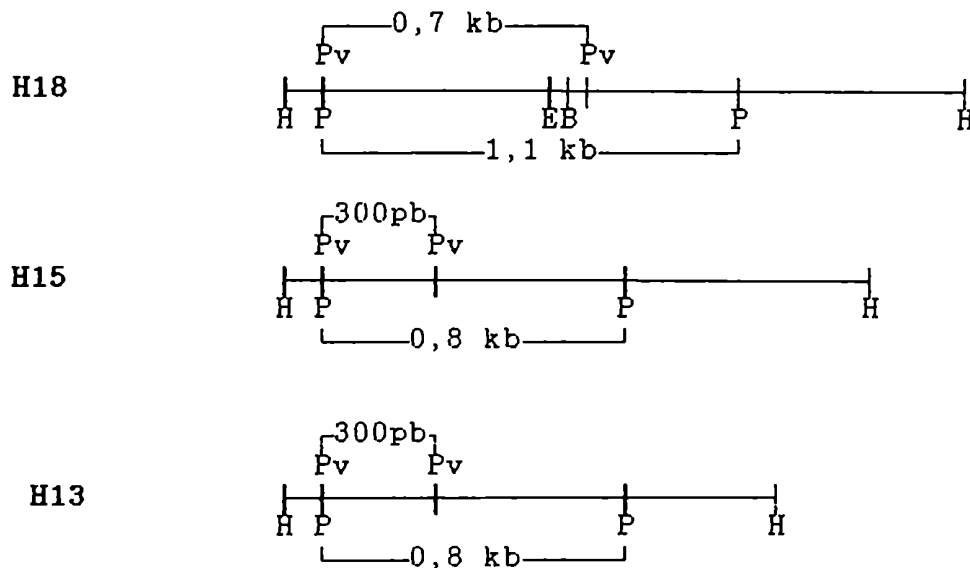 0,7 kb
Pv Pv
H18
H P E B P H
1,1 kb
300pb
Pv Pv
H15
H P P H
0,8 kb
300pb
Pv Pv
H13
H P P H
0,8 kb